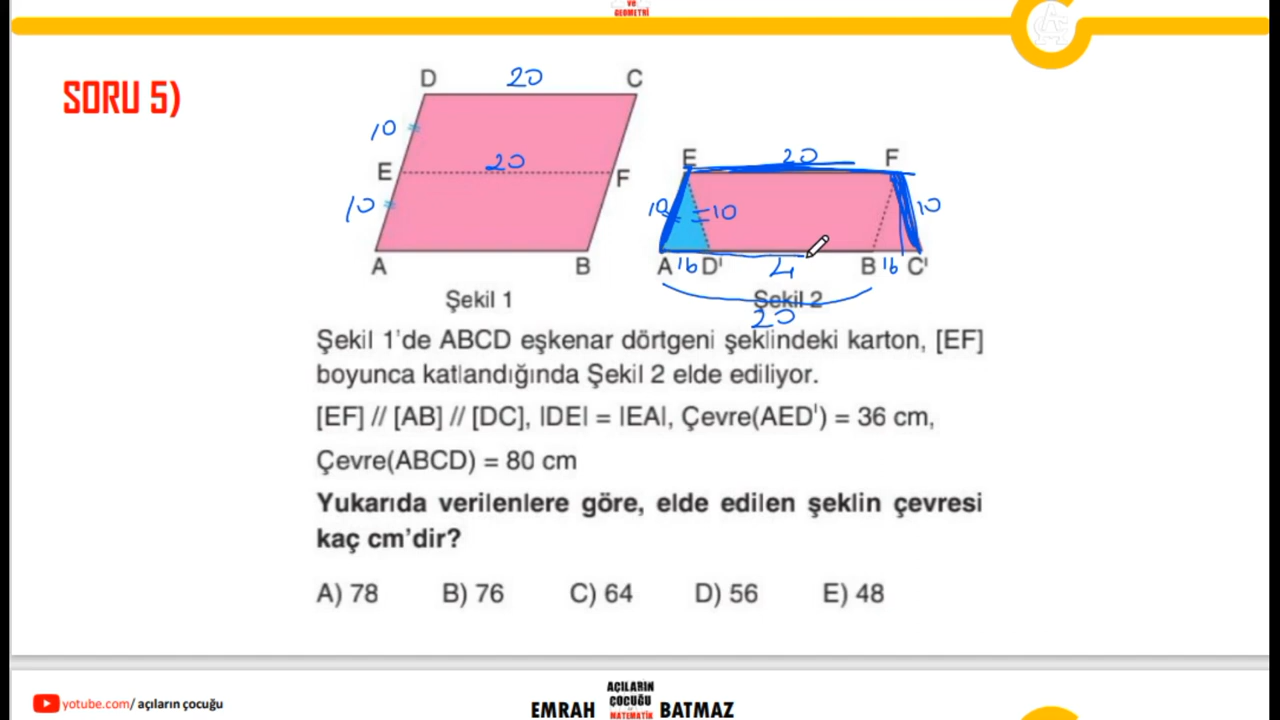 ve
GEOMETRİ
SORU 5)
D 20 C
10
E 20 F
10
A B
Şekil 1
E 20 F
10 =10 10
A 16 D' 4 B 16 C'
Şekil 2
20
Şekil 1'de ABCD eşkenar dörtgeni şeklindeki karton, [EF]
boyunca katlandığında Şekil 2 elde ediliyor.
[EF] // [AB] // [DC], |DE| = |EA|, Çevre(AED') = 36 cm,
Çevre(ABCD) = 80 cm
Yukarıda verilenlere göre, elde edilen şeklin çevresi
kaç cm'dir?
A) 78 B) 76 C) 64 D) 56 E) 48
yotube.com/ açıların çocuğu
EMRAH AÇILARIN ÇOCUĞU MATEMATİK BATMAZ